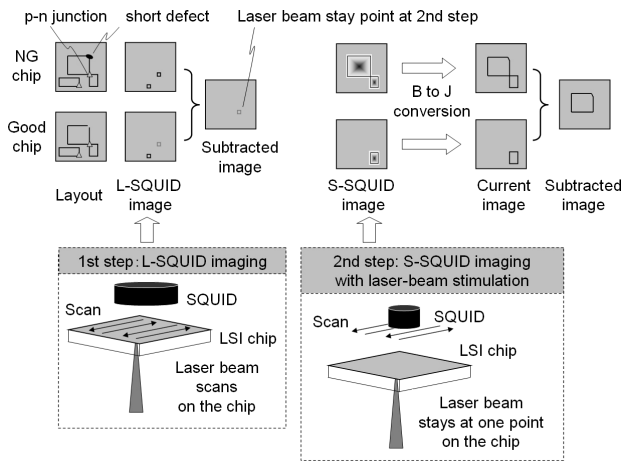 p-n junction
short defect
Laser beam stay point at 2nd step
NG
chip
Good
chip
Layout
L-SQUID
image
Subtracted
image
B to J
conversion
S-SQUID
image
Current
image
Subtracted
image
1st step:L-SQUID imaging
SQUID
Scan
LSI chip
Laser beam
scans
on the chip
2nd step: S-SQUID imaging
with laser-beam stimulation
Scan
SQUID
LSI chip
Laser beam
stays at one point
on the chip